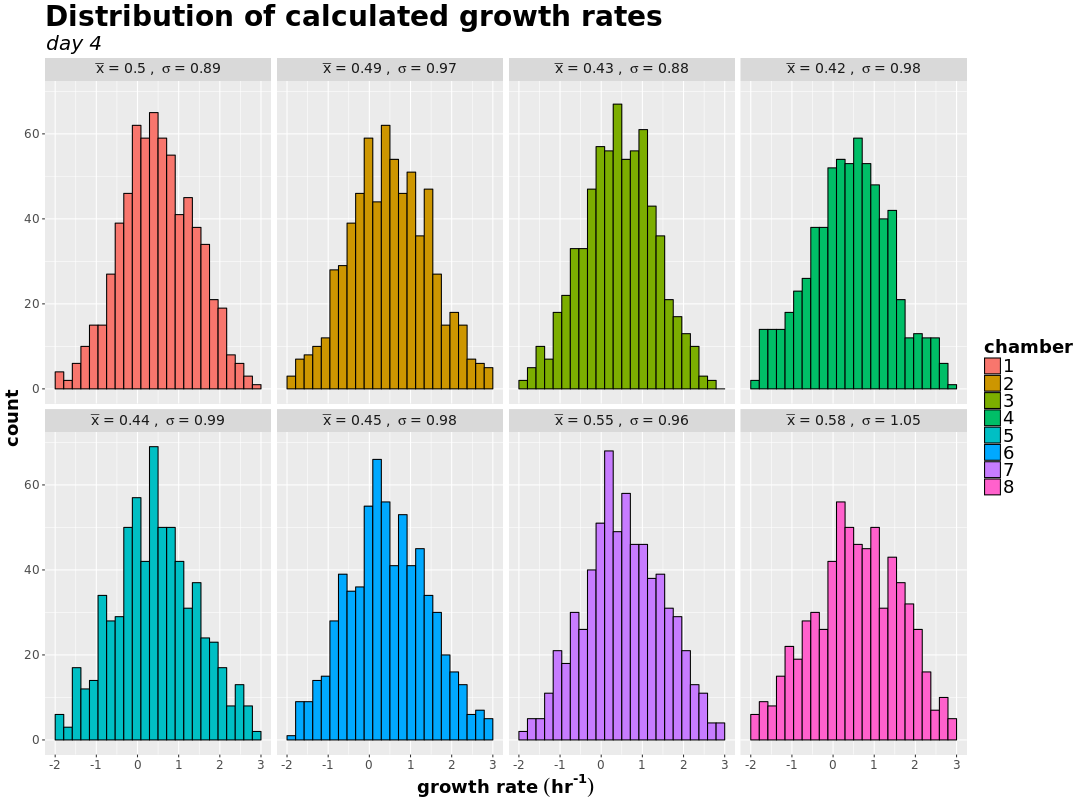 Distribution of calculated growth rates
day 4
x̅ = 0.5 , σ = 0.89
x̅ = 0.49 , σ = 0.97
x̅ = 0.43 , σ = 0.88
x̅ = 0.42 , σ = 0.98
60
40
20
0
x̅ = 0.44 , σ = 0.99
x̅ = 0.45 , σ = 0.98
x̅ = 0.55 , σ = 0.96
x̅ = 0.58 , σ = 1.05
60
40
20
0
-2 -1 0 1 2 3
-2 -1 0 1 2 3
-2 -1 0 1 2 3
-2 -1 0 1 2 3
growth rate (hr⁻¹)
count
chamber
1
2
3
4
5
6
7
8